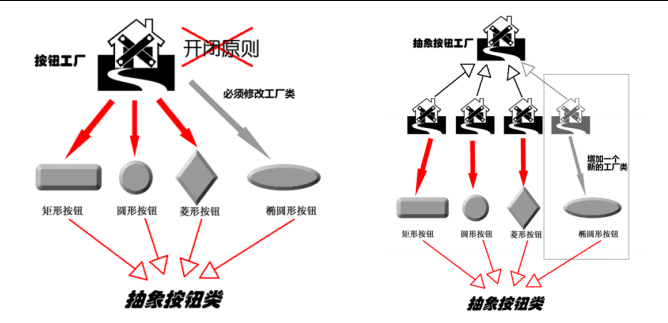 按钮工厂
开闭原则
必须修改工厂类
矩形按钮
圆形按钮
菱形按钮
椭圆形按钮
抽象按钮类
抽象按钮工厂
增加一个
新的工厂类
矩形按钮
圆形按钮
菱形按钮
椭圆形按钮
抽象按钮类